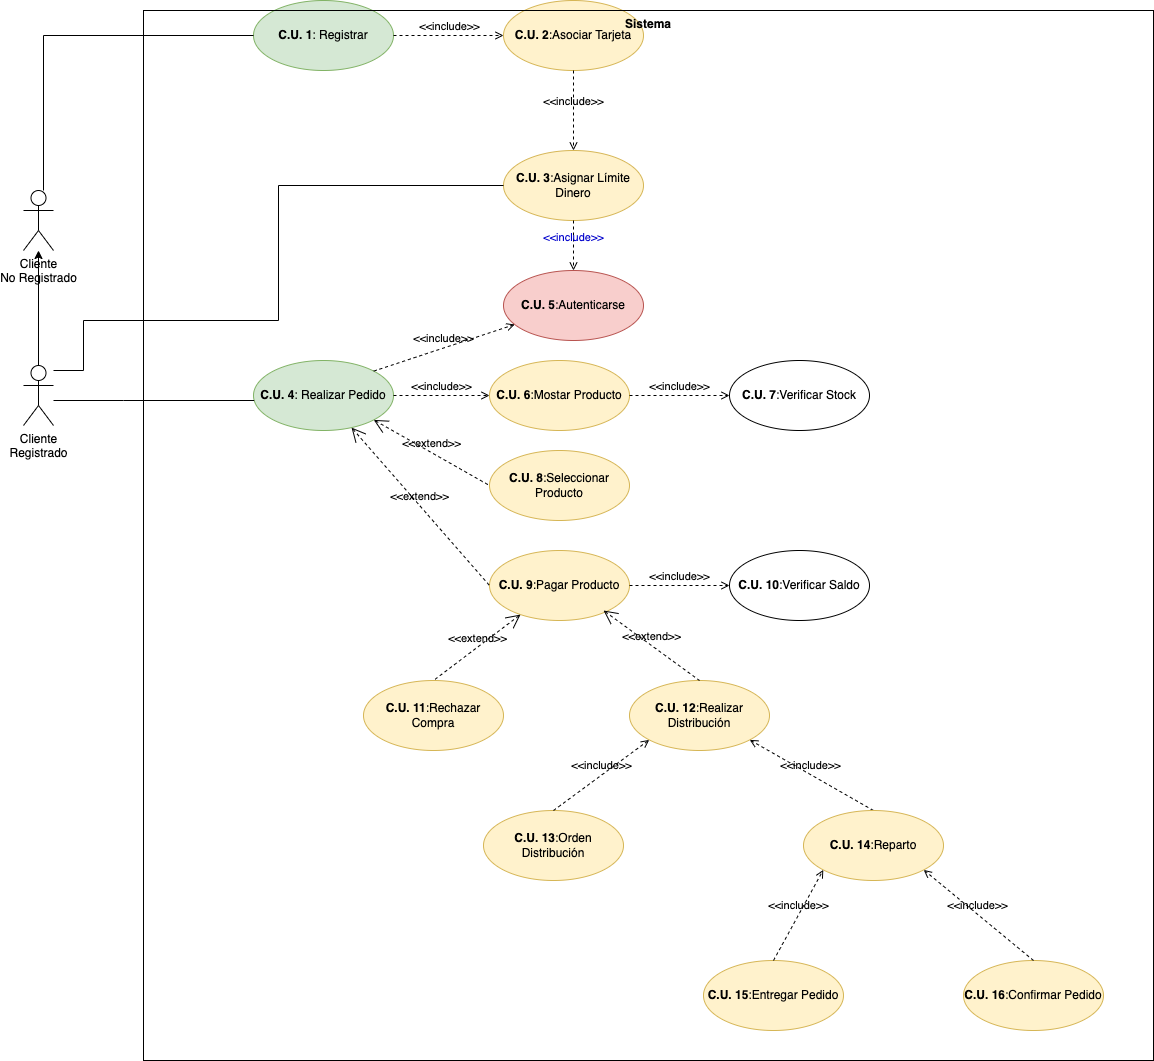 Sistema
C.U. 1: Registrar
<<include>>
C.U. 2:Asociar Tarjeta
<<include>>
C.U. 3:Asignar Límite
Dinero
<<include>>
Cliente
No Registrado
C.U. 5:Autenticarse
<<include>>
C.U. 4: Realizar Pedido
<<include>>
C.U. 6:Mostar Producto
<<include>>
C.U. 7:Verificar Stock
Cliente
Registrado
<<extend>>
C.U. 8:Seleccionar
Producto
<<extend>>
C.U. 9:Pagar Producto
<<include>>
C.U. 10:Verificar Saldo
<<extend>>
<<extend>>
C.U. 11:Rechazar
Compra
C.U. 12:Realizar
Distribución
<<include>>
<<include>>
C.U. 13:Orden
Distribución
C.U. 14:Reparto
<<include>>
<<include>>
C.U. 15:Entregar Pedido
C.U. 16:Confirmar Pedido